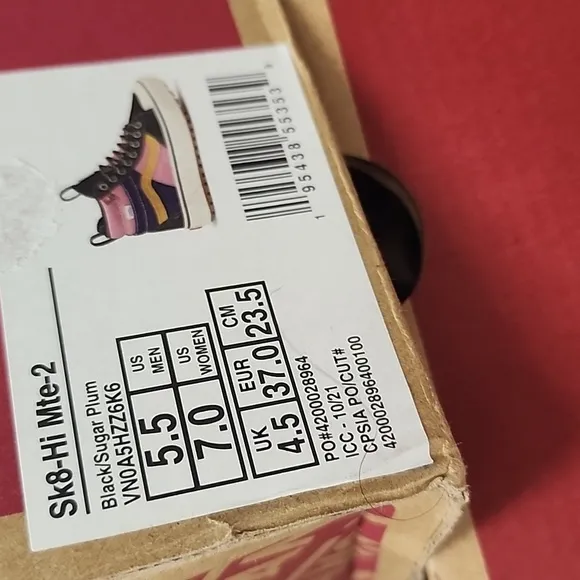 Sk8-Hi Mte-2
Black/Sugar Plum
VN0A5HZZ6K6
US MEN
5.5
US WOMEN
7.0
UK
4.5
EUR
37.0
CM
23.5
PO#4200028964
ICC - 10/21
CPSIA PO/CUT#
420002896400100
1 95438 55353